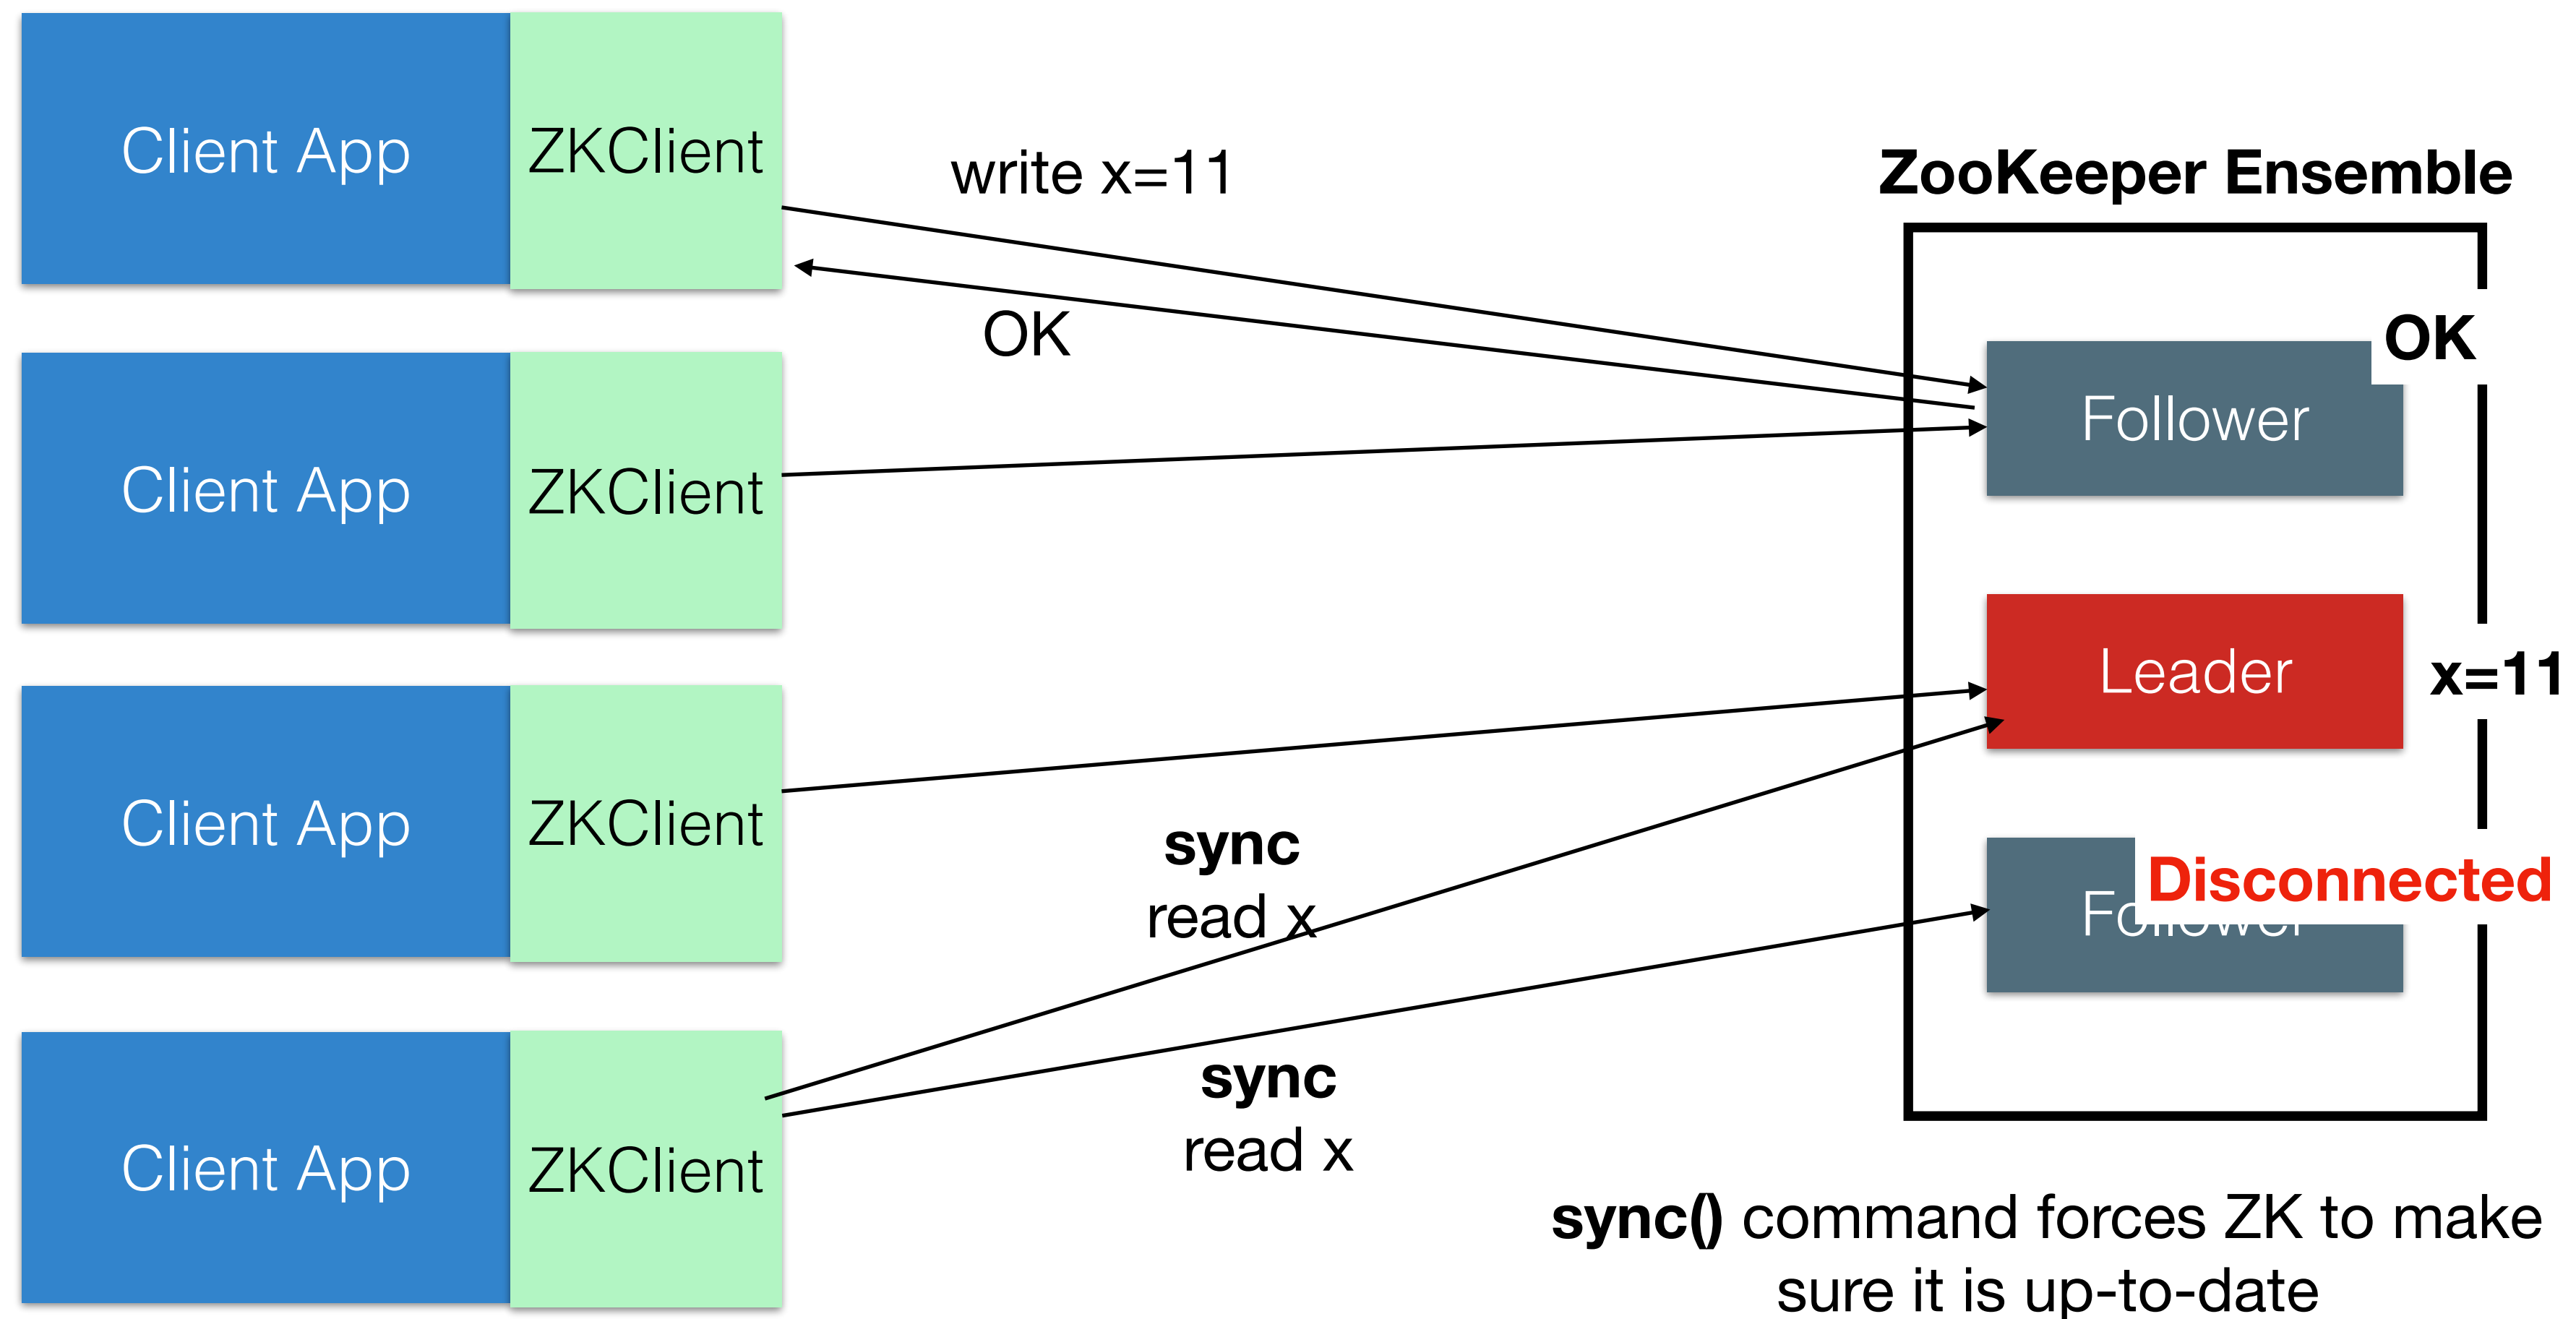 Client App
ZKClient
write x=11
OK
ZooKeeper Ensemble
OK
Follower
Client App
ZKClient
Leader
x=11
Client App
ZKClient
sync
read x
Disconnected
Follower
Client App
ZKClient
sync
read x
sync() command forces ZK to make
sure it is up-to-date